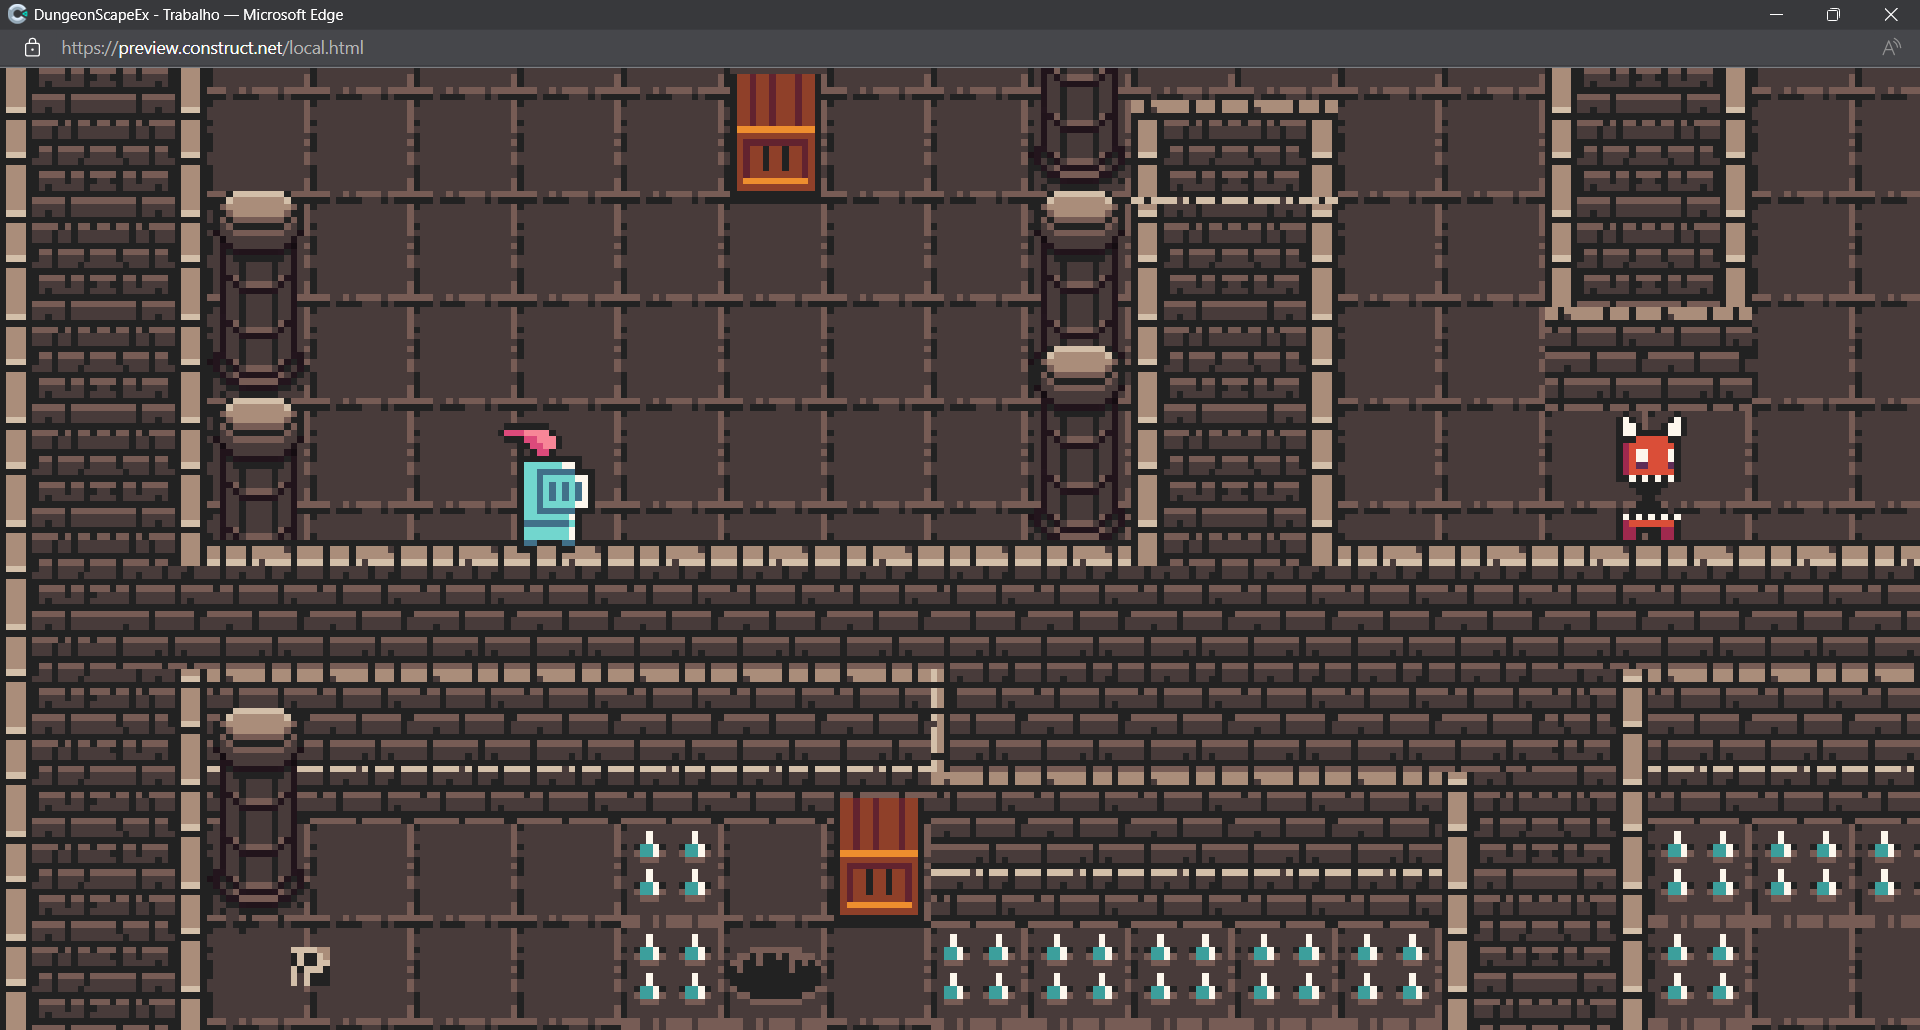 DungeonScapeEx - Trabalho — Microsoft Edge
https://preview.construct.net/local.html